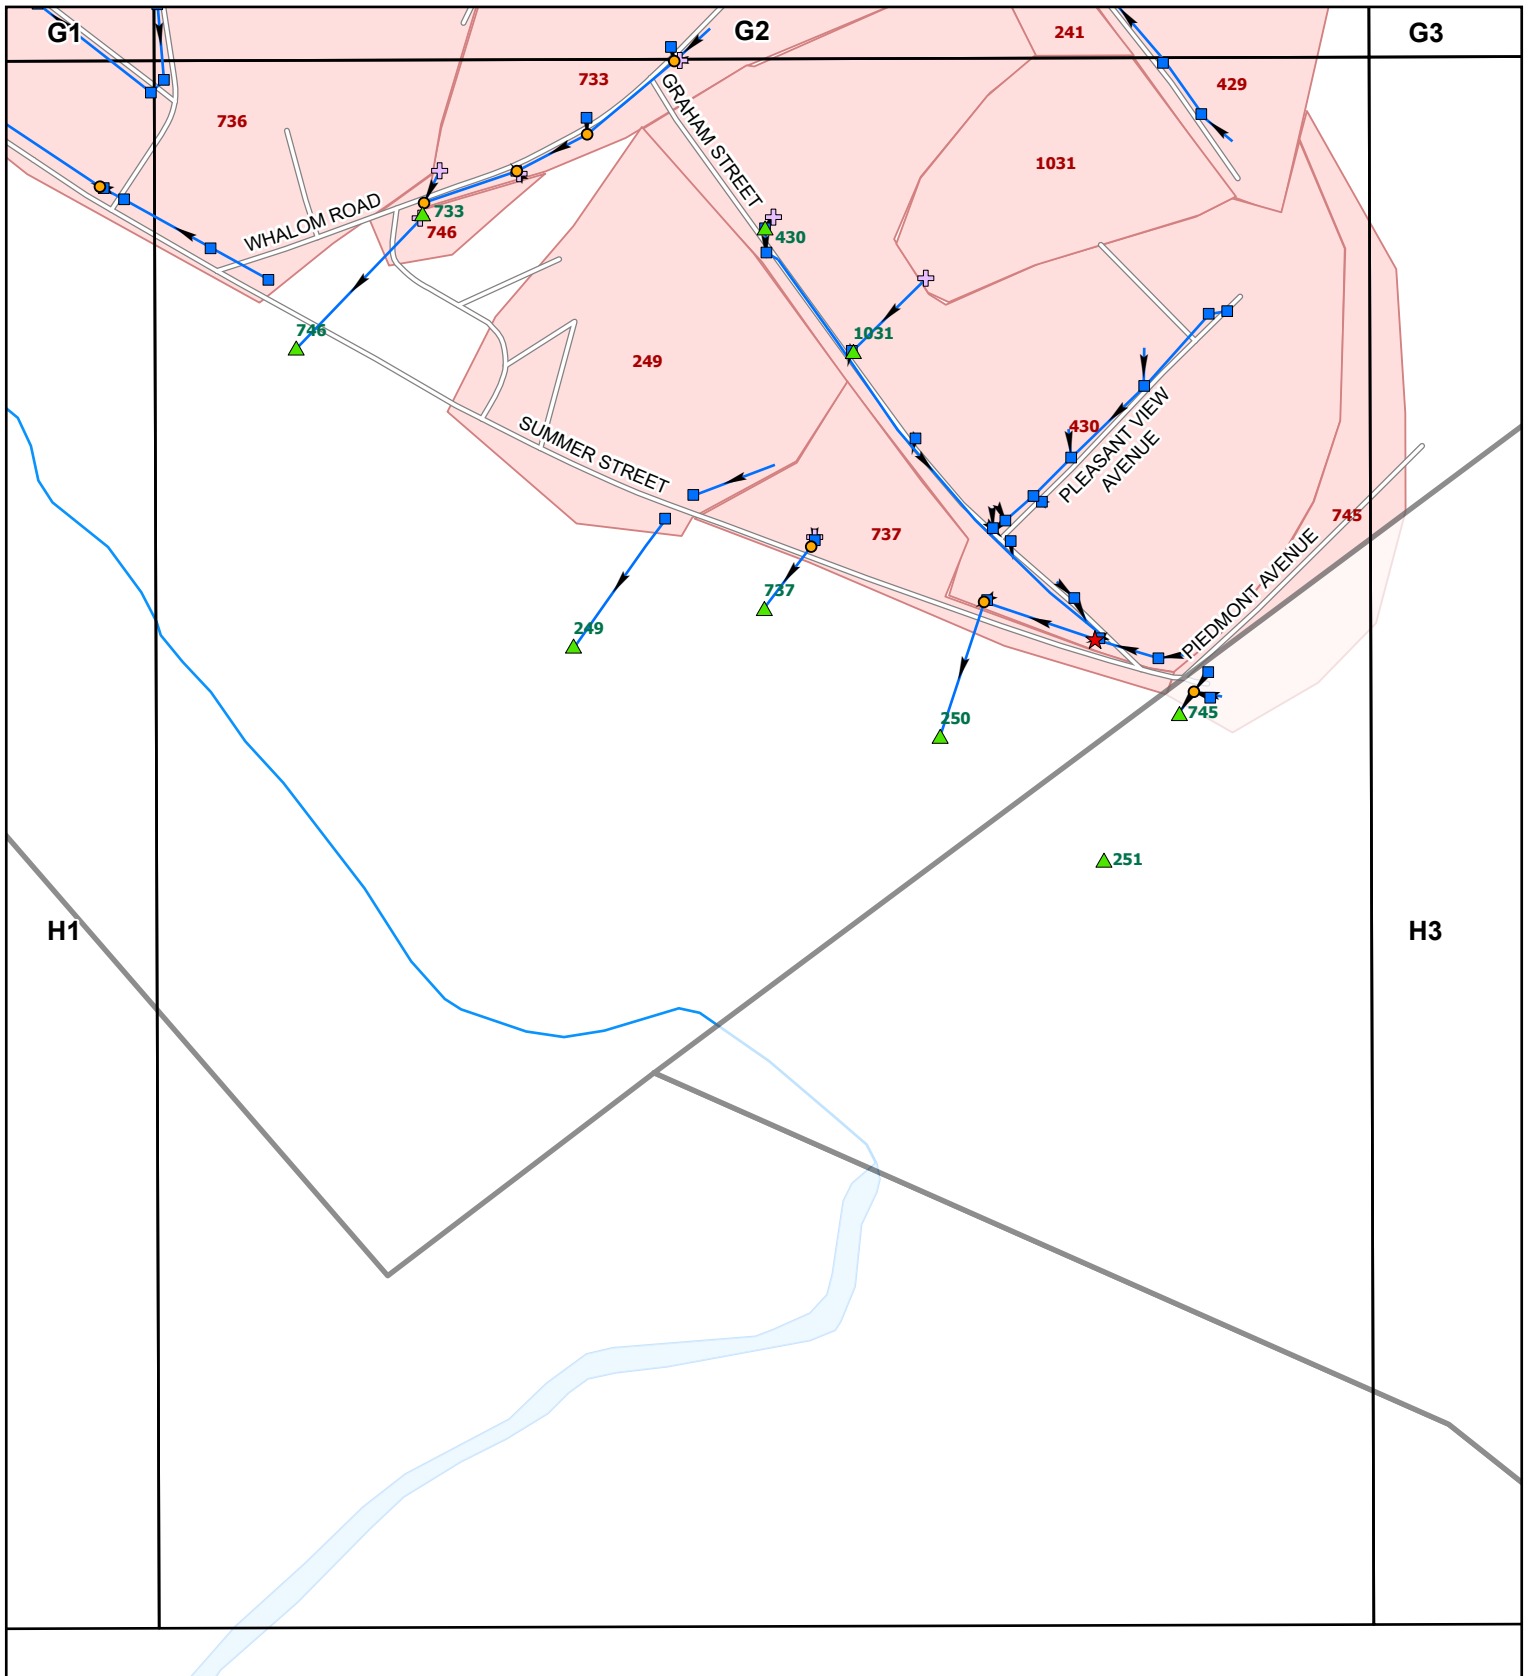 G1
G2
G3
241
733
429
736
GRAHAM STREET
1031
WHALOM ROAD
733
746
430
746
1031
249
430
PLEASANT VIEW
AVENUE
SUMMER STREET
745
737
PIEDMONT AVENUE
737
249
250
745
251
H1
H3